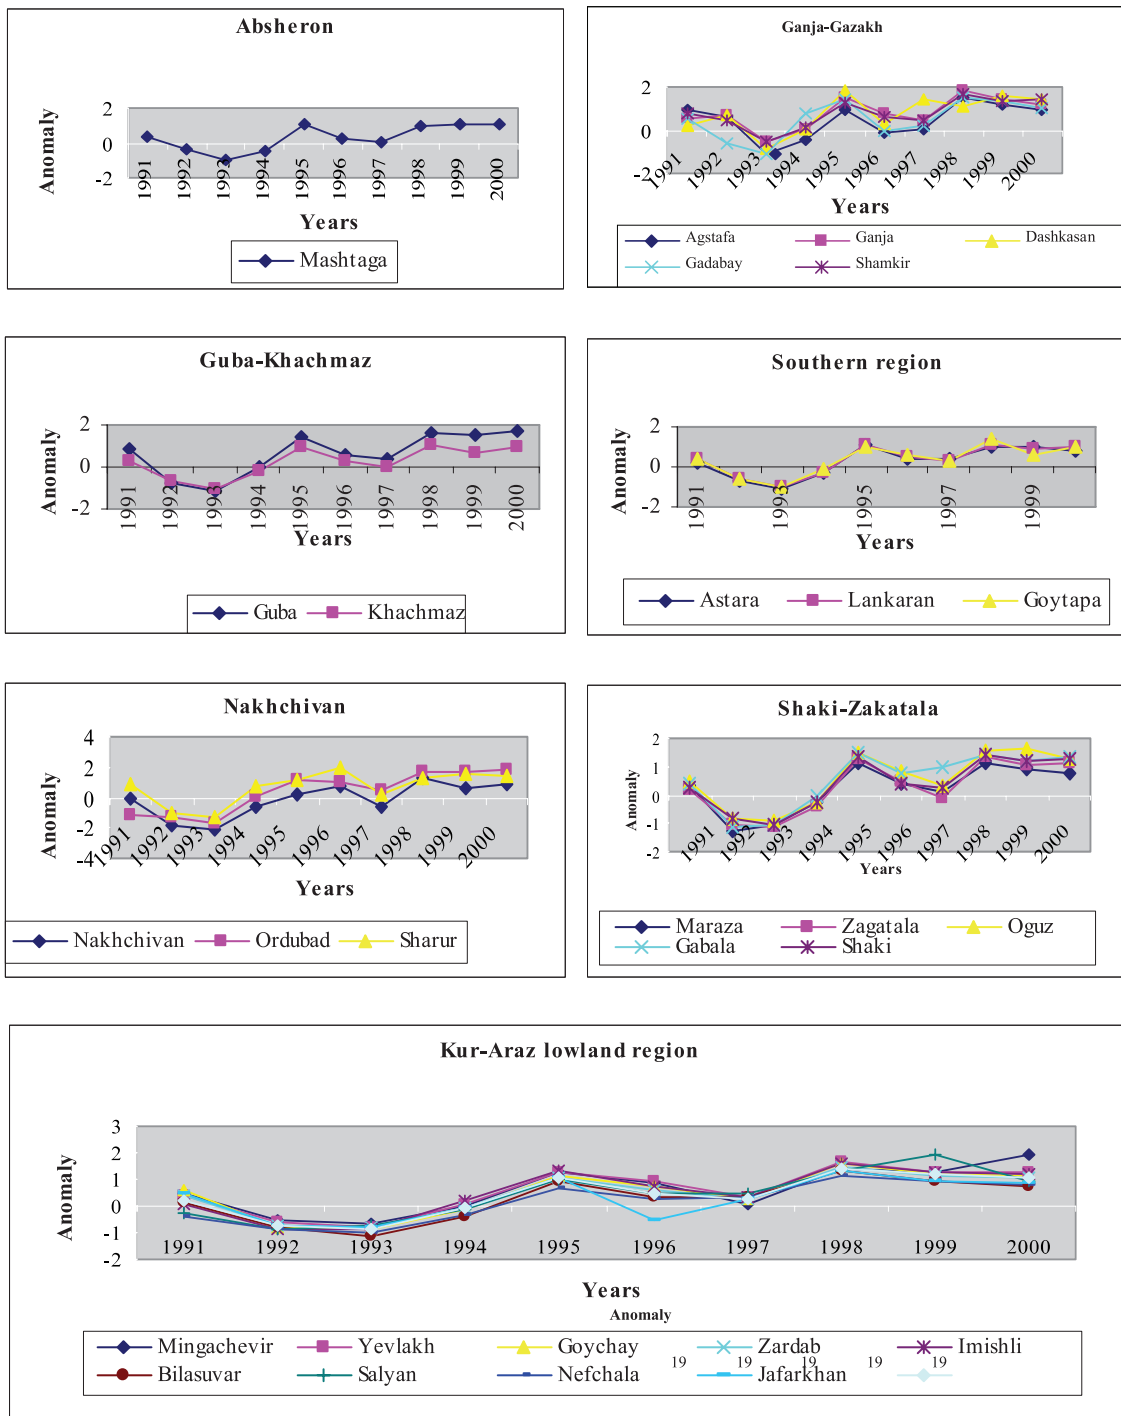 Absheron
Anomaly
2
0
-2
1991 1992 1993 1994 1995 1996 1997 1998 1999 2000
Years
Mashtaga
Ganja-Gazakh
Anomaly
2
0
-2
1991 1992 1993 1994 1995 1996 1997 1998 1999 2000
Years
Agstafa Ganja Dashkasan
Gadabay Shamkir
Guba-Khachmaz
Anomaly
2
0
-2
1991 1992 1993 1994 1995 1996 1997 1998 1999 2000
Years
Guba Khachmaz
Southern region
Anomaly
2
0
-2
1991 1993 1995 1997 1999
Years
Astara Lankaran Goytapa
Nakhchivan
Anomaly
4
2
0
-2
-4
1991 1992 1993 1994 1995 1996 1997 1998 1999 2000
Years
Nakhchivan Ordubad Sharur
Shaki-Zakatala
Anomaly
2
1
0
-1
-2
1991 1992 1993 1994 1995 1996 1997 1998 1999 2000
Years
Maraza Zagatala Oguz
Gabala Shaki
Kur-Araz lowland region
Anomaly
3
2
1
0
-1
-2
1991 1992 1993 1994 1995 1996 1997 1998 1999 2000
Years
Anomaly
Mingachevir Yevlakh Goychay Zardab Imishli
Bilasuvar Salyan Nefchala Jafarkhan
19 19 19 19 19